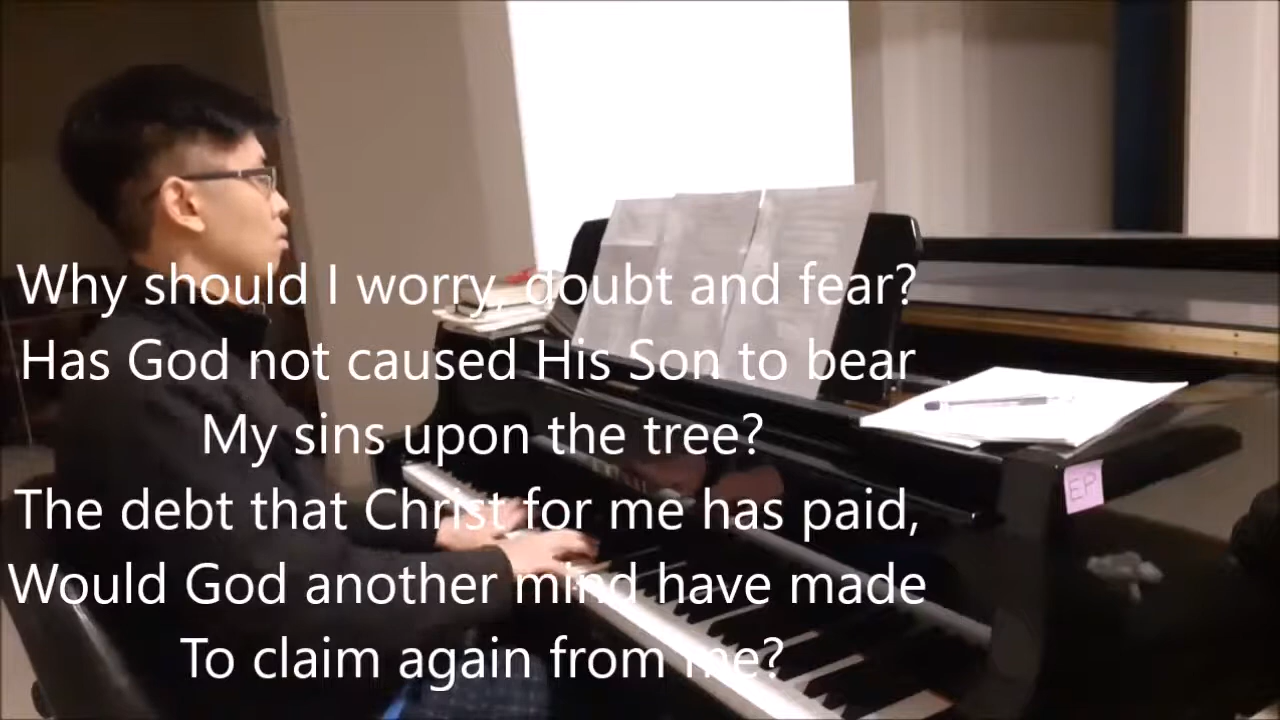 Why should I worry, doubt and fear?
Has God not caused His Son to bear
My sins upon the tree?
The debt that Christ for me has paid,
Would God another mind have made
To claim again from me?
EP